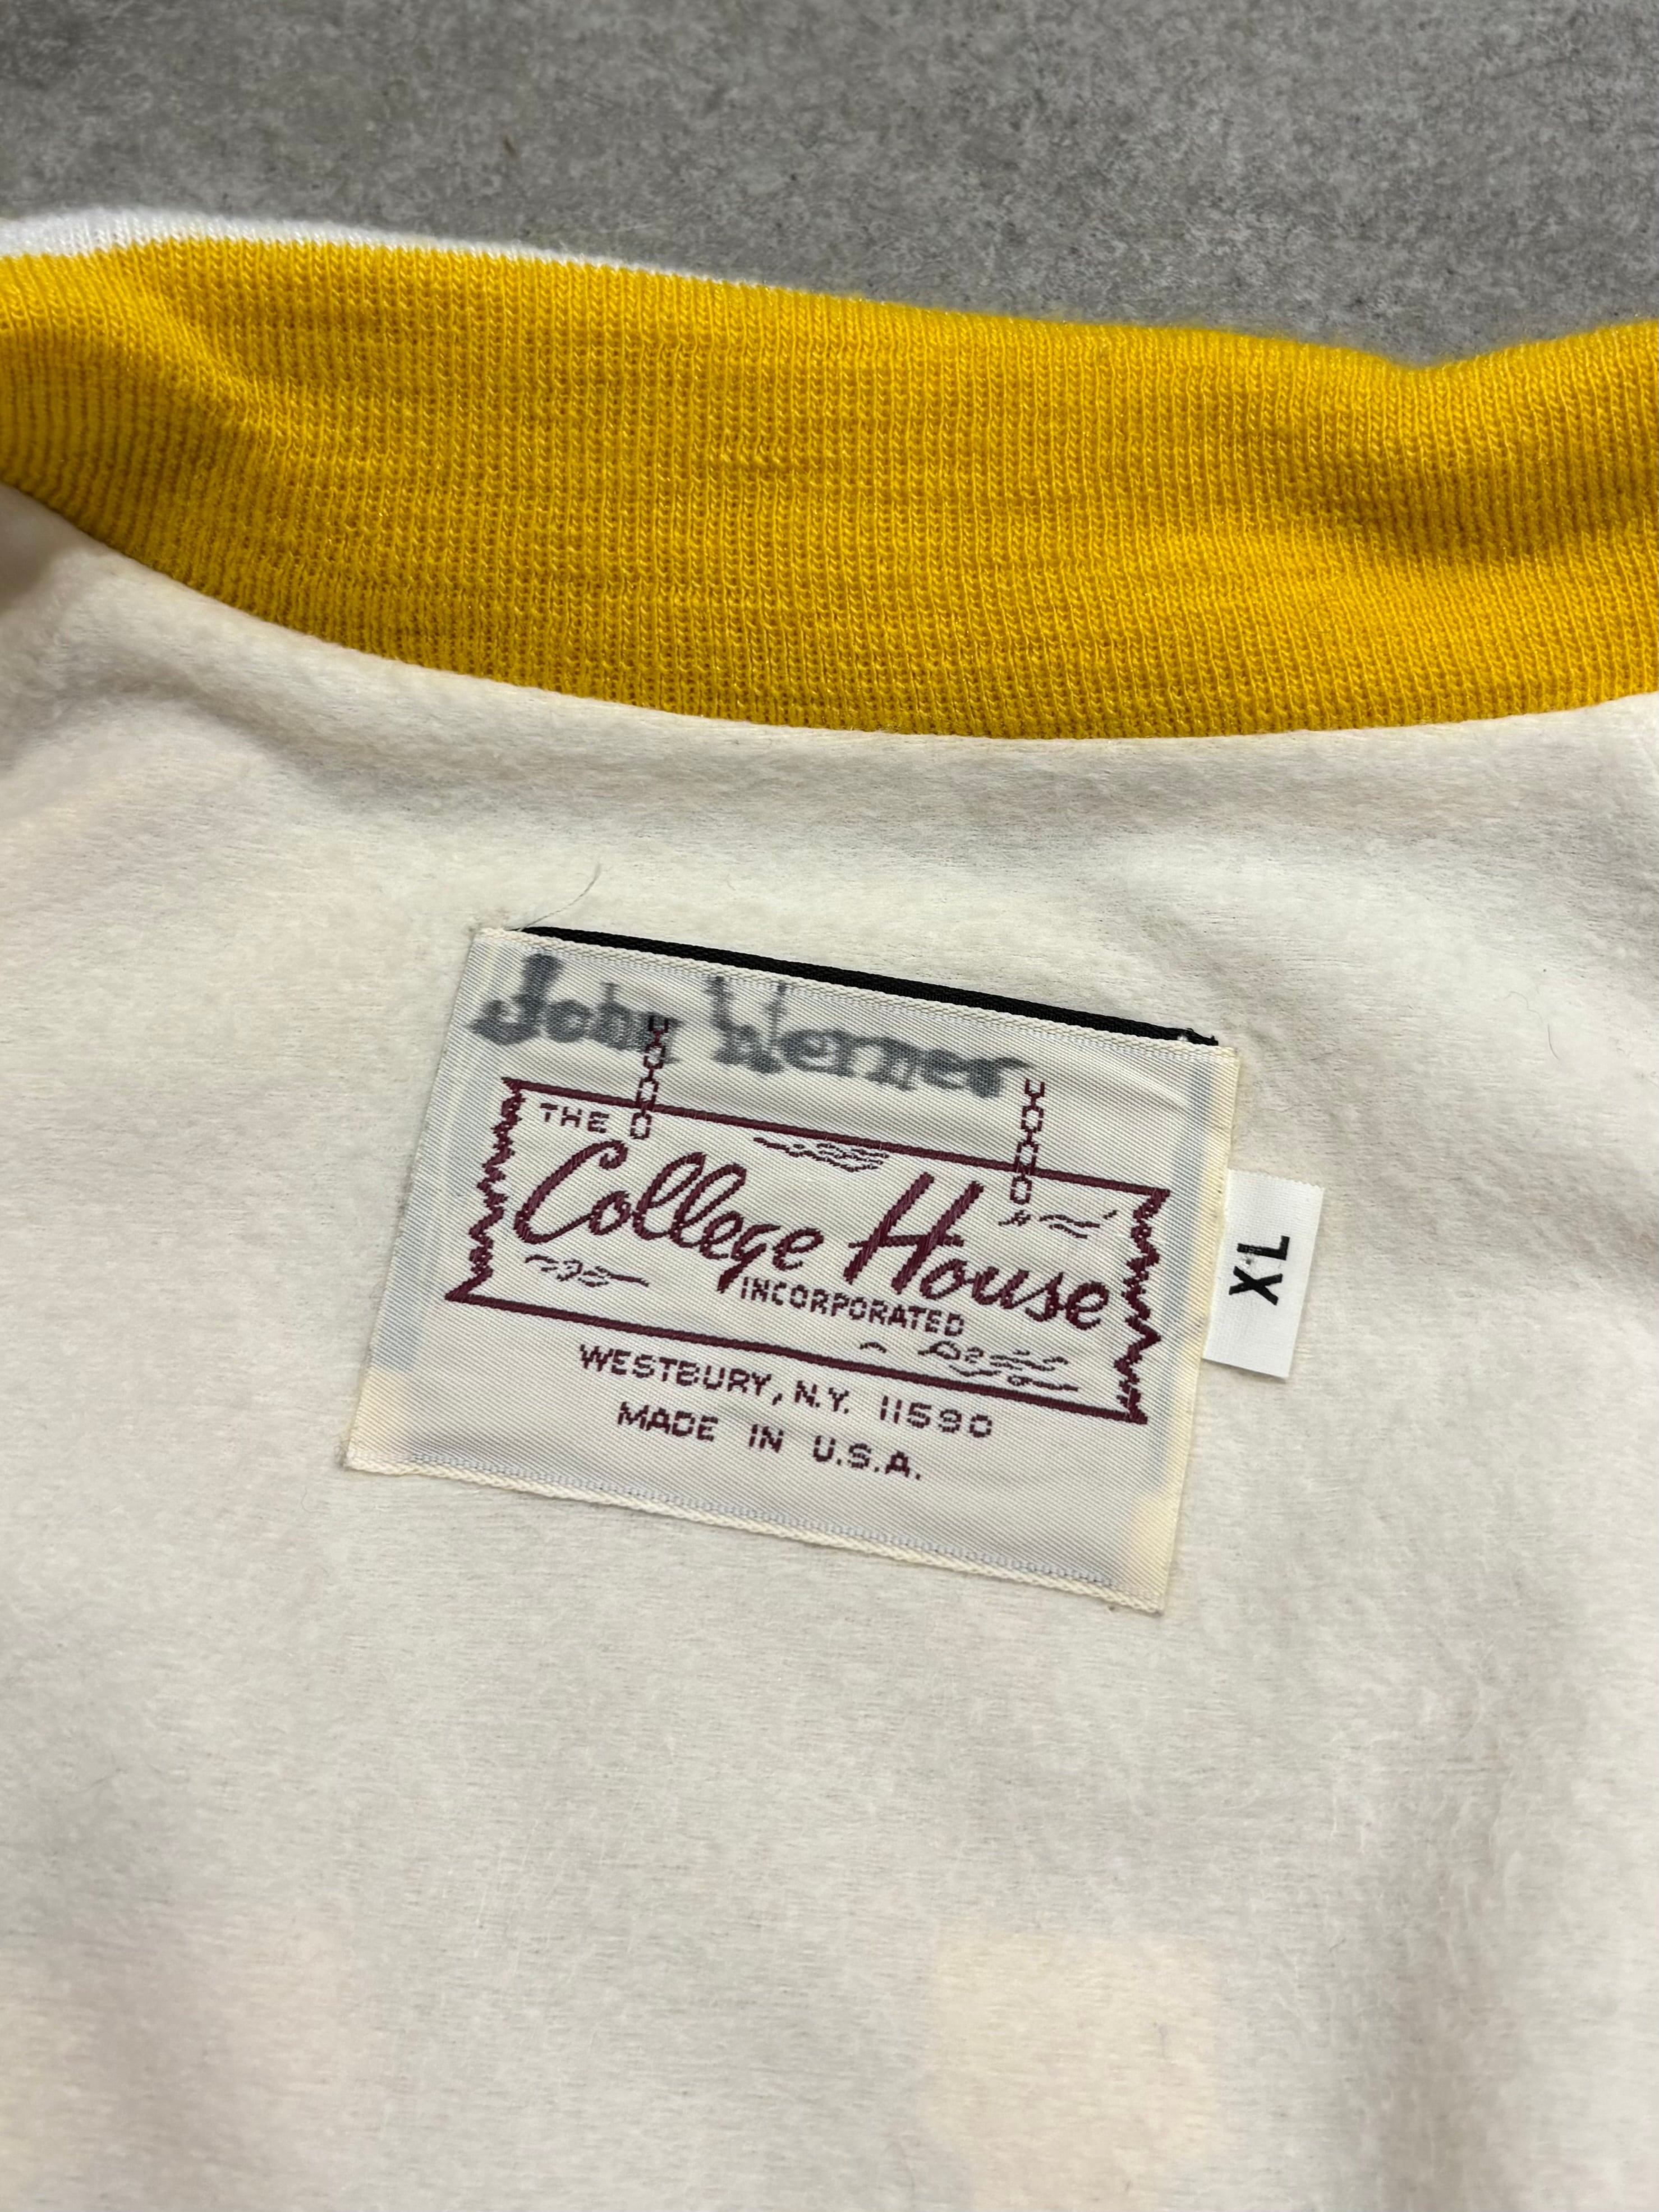 John Werner
THE
College House
INCORPORATED
WESTBURY, N.Y. 11590
MADE IN U.S.A.
XL